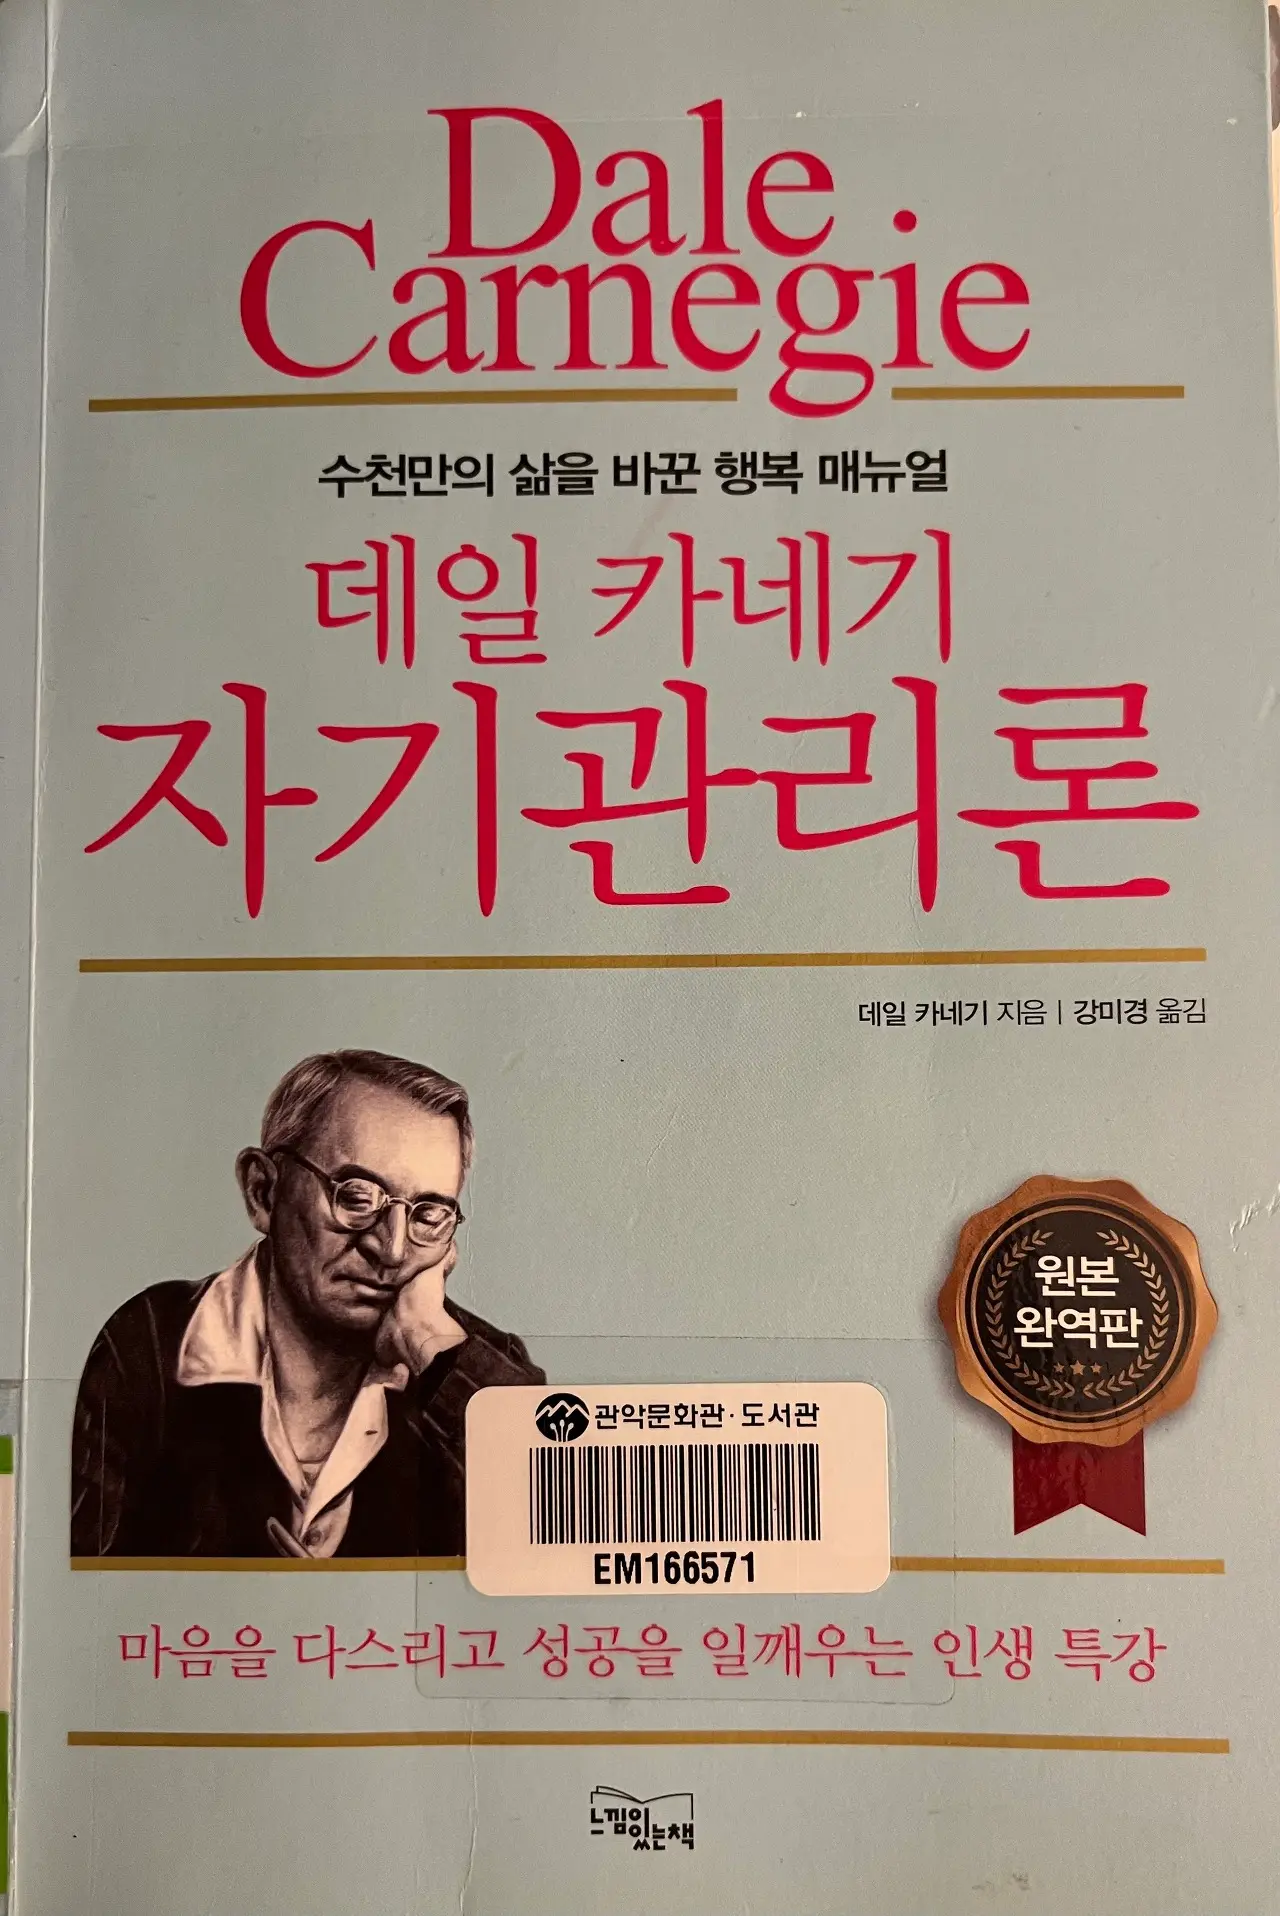 Dale
Carnegie
수천만의 삶을 바꾼 행복 매뉴얼
데일 카네기
자기관리론
데일 카네기 지음 | 강미경 옮김
원본
완역판
관악문화관·도서관
EM166571
마음을 다스리고 성공을 일깨우는 인생 특강
느낌이있는책